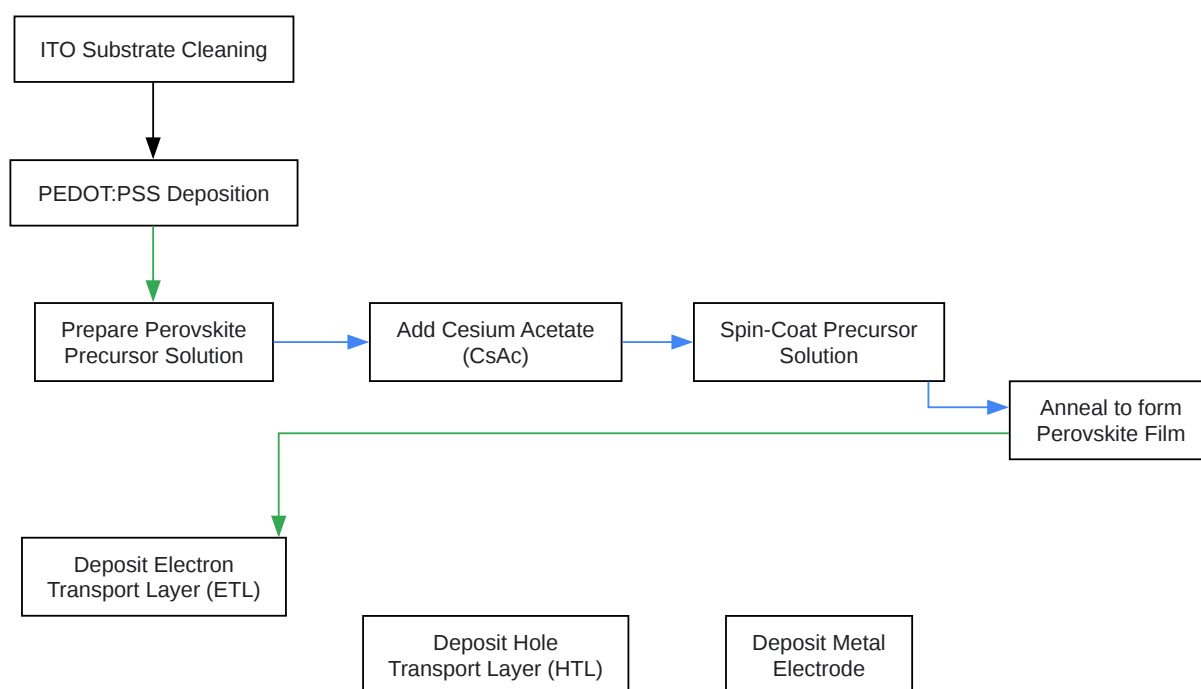 ITO Substrate Cleaning
PEDOT:PSS Deposition
Prepare Perovskite
Precursor Solution
Add Cesium Acetate
(CsAc)
Spin-Coat Precursor
Solution
Anneal to form
Perovskite Film
Deposit Electron
Transport Layer (ETL)
Deposit Hole
Transport Layer (HTL)
Deposit Metal
Electrode